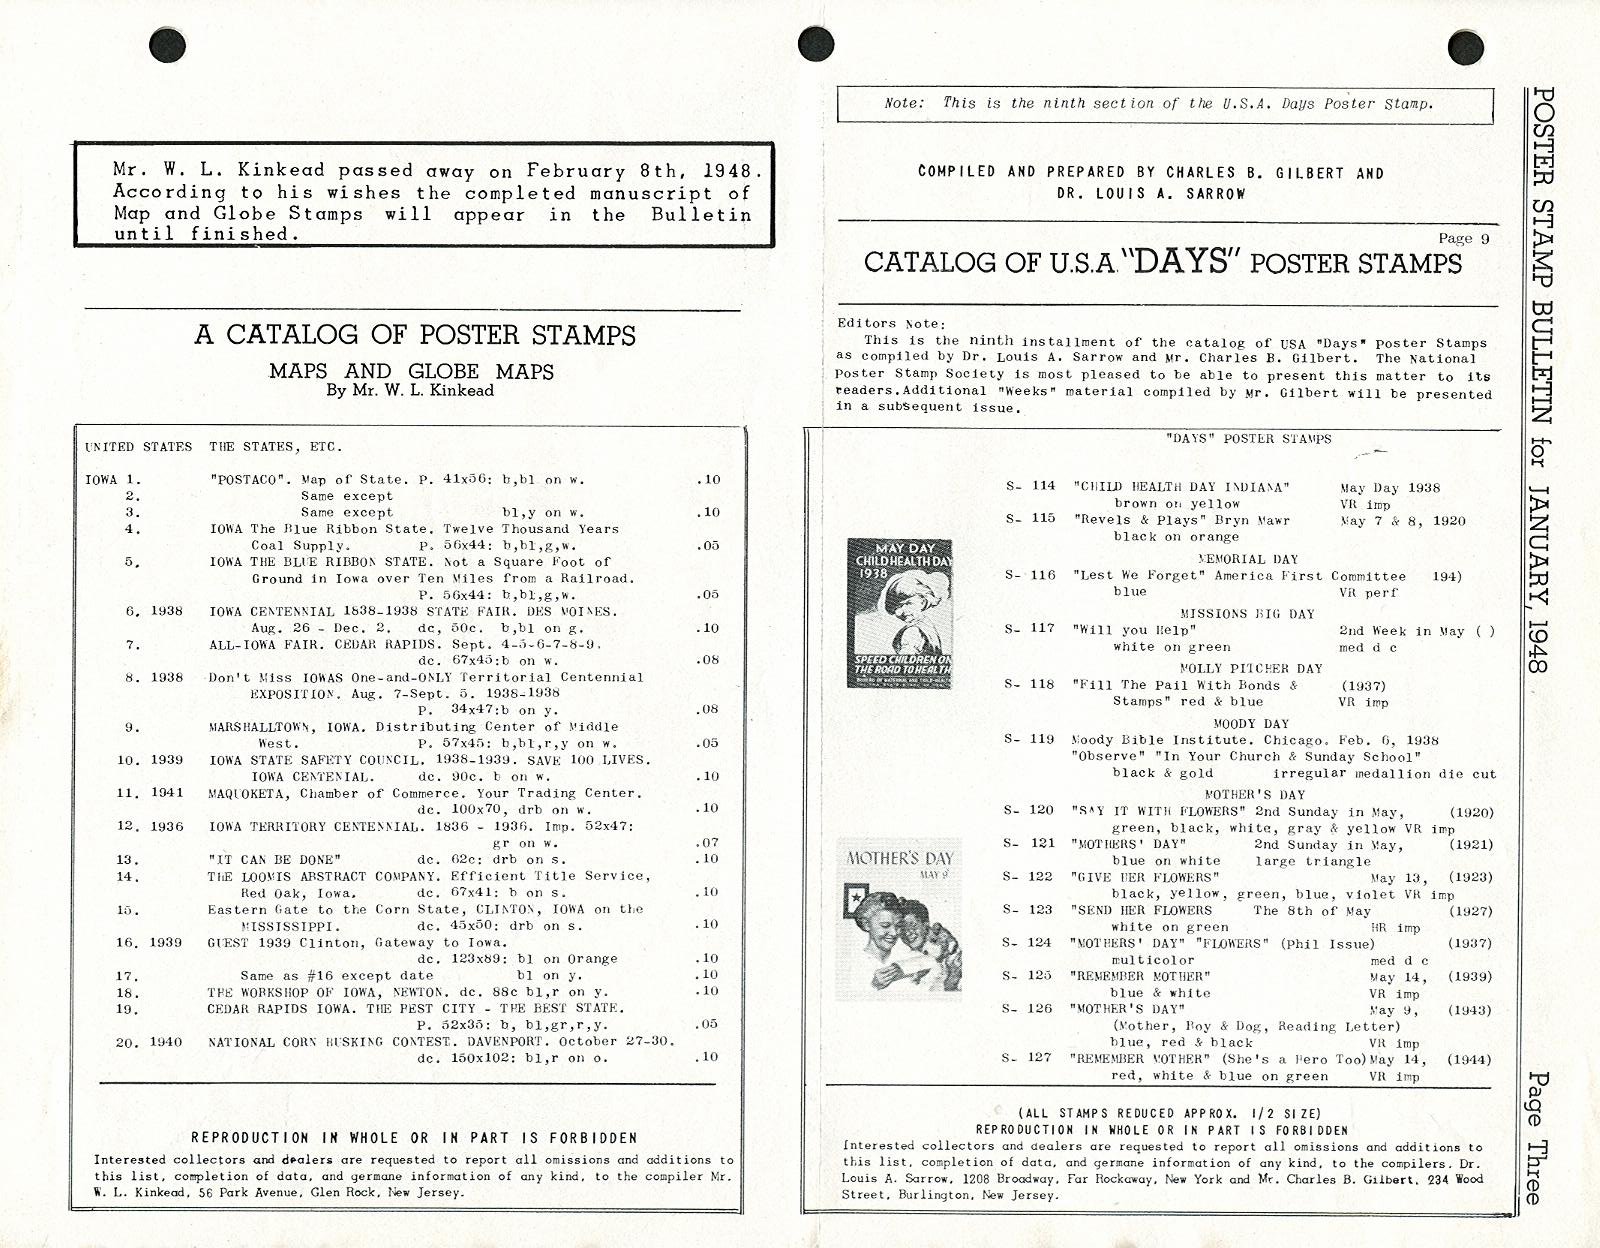 Mr. W. L. Kinkead passed away on February 8th, 1948.
According to his wishes the completed manuscript of
Map and Globe Stamps will appear in the Bulletin
until finished.
A CATALOG OF POSTER STAMPS
MAPS AND GLOBE MAPS
By Mr. W. L. Kinkead
UNITED STATES THE STATES, ETC.
IOWA 1. "POSTACO". Map of State. P. 41x56: b,bl on w. .10
2. Same except
3. Same except bl,y on w. .10
4. IOWA The Blue Ribbon State. Twelve Thousand Years
Coal Supply. P. 56x44: b,bl,g,w. .05
5. IOWA THE BLUE RIBBON STATE. Not a Square Foot of
Ground in Iowa over Ten Miles from a Railroad.
P. 56x44: b,bl,g,w. .05
6. 1938 IOWA CENTENNIAL 1838-1938 STATE FAIR. DES MOINES.
Aug. 26 - Dec. 2. dc, 50c. b,bl on g. .10
7. ALL-IOWA FAIR. CEDAR RAPIDS. Sept. 4-5-6-7-8-9.
dc. 67x45:b on w. .08
8. 1938 Don't Miss IOWAS One-and-ONLY Territorial Centennial
EXPOSITION. Aug. 7-Sept. 5. 1938-1938
P. 34x47:b on y. .08
9. MARSHALLTOWN, IOWA. Distributing Center of Middle
West. P. 57x45: b,bl,r,y on w. .05
10. 1939 IOWA STATE SAFETY COUNCIL. 1938-1939. SAVE 100 LIVES.
IOWA CENTENIAL. dc. 90c. b on w. .10
11. 1941 MAQUOKETA, Chamber of Commerce. Your Trading Center.
dc. 100x70, drb on w. .10
12. 1936 IOWA TERRITORY CENTENNIAL. 1836 - 1936. Imp. 52x47:
gr on w. .07
13. "IT CAN BE DONE" dc. 62c: drb on s. .10
14. THE LOOMIS ABSTRACT COMPANY. Efficient Title Service,
Red Oak, Iowa. dc. 67x41: b on s. .10
15. Eastern Gate to the Corn State, CLINTON, IOWA on the
MISSISSIPPI. dc. 45x50: drb on s. .10
16. 1939 GUEST 1939 Clinton, Gateway to Iowa.
dc. 123x89: bl on Orange .10
17. Same as #16 except date bl on y. .10
18. THE WORKSHOP OF IOWA, NEWTON. dc. 88c bl,r on y. .10
19. CEDAR RAPIDS IOWA. THE BEST CITY - THE BEST STATE.
P. 52x35: b, bl,gr,r,y. .05
20. 1940 NATIONAL CORN HUSKING CONTEST. DAVENPORT. October 27-30.
dc. 150x102: bl,r on o. .10
REPRODUCTION IN WHOLE OR IN PART IS FORBIDDEN
Interested collectors and dealers are requested to report all omissions and additions to
this list, completion of data, and germane information of any kind, to the compiler Mr.
W. L. Kinkead, 56 Park Avenue, Glen Rock, New Jersey.
Note: This is the ninth section of the U.S.A. Days Poster Stamp.
COMPILED AND PREPARED BY CHARLES B. GILBERT AND
DR. LOUIS A. SARROW
Page 9
CATALOG OF U.S.A. "DAYS" POSTER STAMPS
Editors Note:
This is the ninth installment of the catalog of USA "Days" Poster Stamps
as compiled by Dr. Louis A. Sarrow and Mr. Charles B. Gilbert. The National
Poster Stamp Society is most pleased to be able to present this matter to its
readers.Additional "Weeks" material compiled by Mr. Gilbert will be presented
in a subsequent issue.
"DAYS" POSTER STAMPS
S- 114 "CHILD HEALTH DAY INDIANA" May Day 1938
brown on yellow VR imp
S- 115 "Revels & Plays" Bryn Mawr May 7 & 8, 1920
black on orange
MEMORIAL DAY
S- 116 "Lest We Forget" America First Committee 194)
blue VR perf
MISSIONS BIG DAY
S- 117 "Will you Help" 2nd Week in May ( )
white on green med d c
MOLLY PITCHER DAY
S- 118 "Fill The Pail With Bonds & (1937)
Stamps" red & blue VR imp
MOODY DAY
S- 119 Moody Bible Institute. Chicago. Feb. 6, 1938
"Observe" "In Your Church & Sunday School"
black & gold irregular medallion die cut
MOTHER'S DAY
S- 120 "SAY IT WITH FLOWERS" 2nd Sunday in May, (1920)
green, black, white, gray & yellow VR imp
S- 121 "MOTHERS' DAY" 2nd Sunday in May, (1921)
blue on white large triangle
S- 122 "GIVE HER FLOWERS" May 13, (1923)
black, yellow, green, blue, violet VR imp
S- 123 "SEND HER FLOWERS The 8th of May (1927)
white on green HR imp
S- 124 "MOTHERS' DAY" "FLOWERS" (Phil Issue) (1937)
multicolor med d c
S- 125 "REMEMBER MOTHER" May 14, (1939)
blue & white VR imp
S- 126 "MOTHER'S DAY" May 9, (1943)
(Mother, Boy & Dog, Reading Letter)
blue, red & black VR imp
S- 127 "REMEMBER MOTHER" (She's a Hero Too) May 14, (1944)
red, white & blue on green VR imp
MAY DAY
CHILD HEALTH DAY
1938
SPEED CHILDREN ON
THE ROAD TO HEALTH
MOTHER'S DAY
MAY 9
(ALL STAMPS REDUCED APPROX. 1/2 SIZE)
REPRODUCTION IN WHOLE OR IN PART IS FORBIDDEN
Interested collectors and dealers are requested to report all omissions and additions to
this list, completion of data, and germane information of any kind, to the compilers. Dr.
Louis A. Sarrow, 1208 Broadway, Far Rockaway, New York and Mr. Charles B. Gilbert, 234 Wood
Street, Burlington, New Jersey.
POSTER STAMP BULLETIN for JANUARY, 1948
Page Three